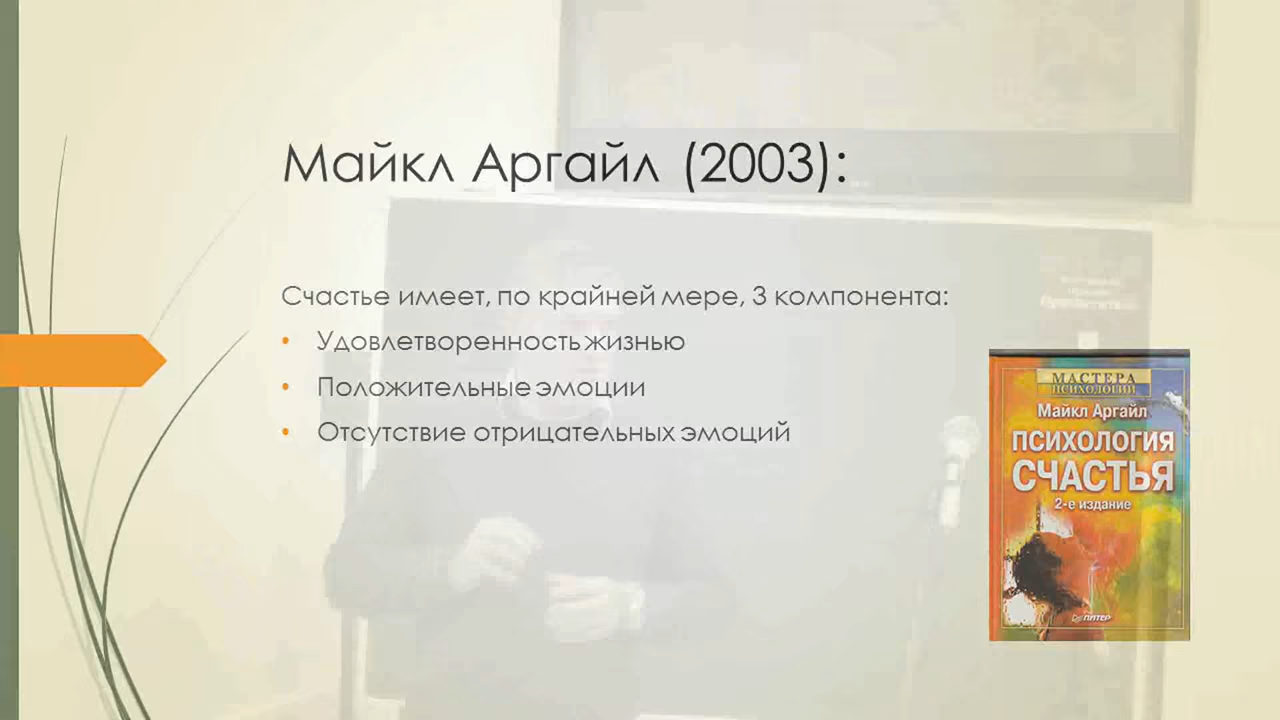 Майкл Аргайл (2003):
Счастье имеет, по крайней мере, 3 компонента:
• Удовлетворенность жизнью
• Положительные эмоции
• Отсутствие отрицательных эмоций
МАСТЕРА
ПСИХОЛОГИИ
Майкл Аргайл
ПСИХОЛОГИЯ
СЧАСТЬЯ
2-е издание
ПИТЕР